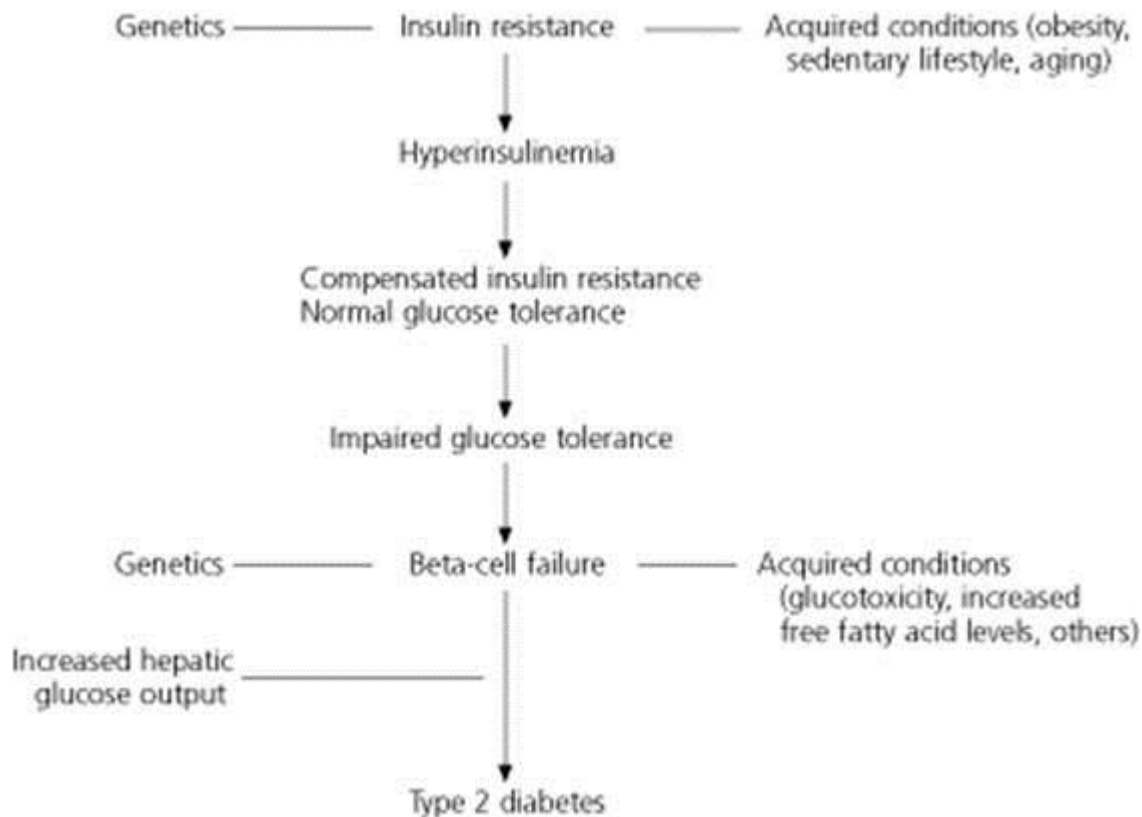 Genetics Insulin resistance Acquired conditions (obesity,
sedentary lifestyle, aging)
Hyperinsulinemia
Compensated insulin resistance
Normal glucose tolerance
Impaired glucose tolerance
Genetics Beta-cell failure Acquired conditions
(glucotoxicity, increased
free fatty acid levels, others)
Increased hepatic
glucose output
Type 2 diabetes